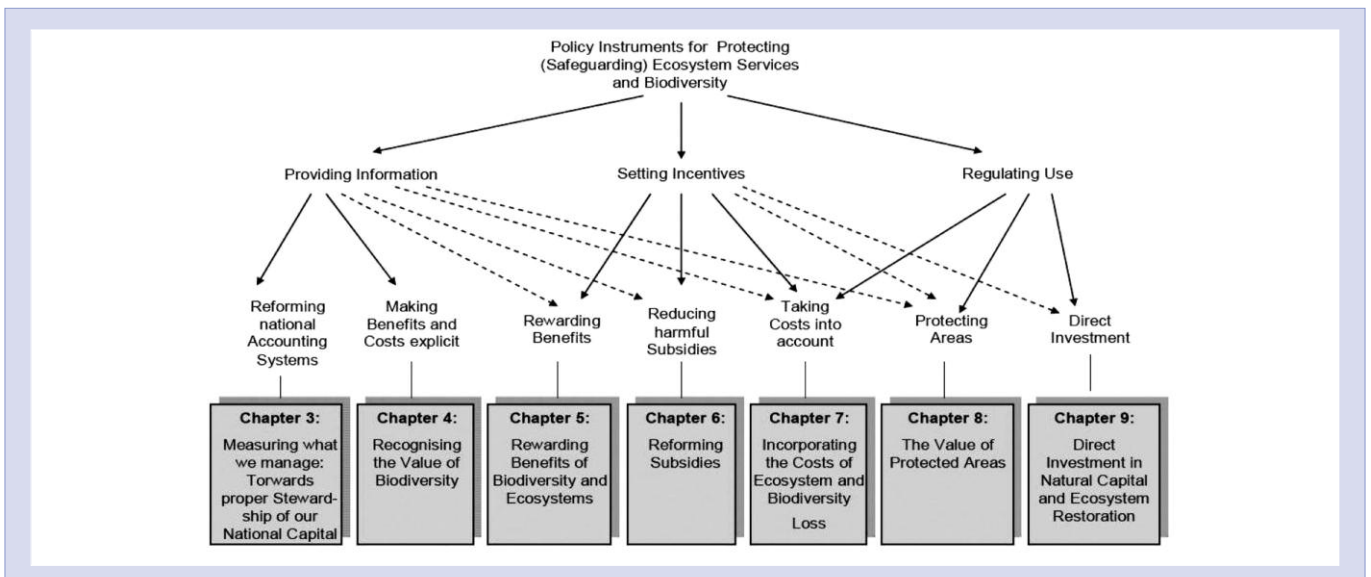 Policy Instruments for Protecting
(Safeguarding) Ecosystem Services
and Biodiversity
Providing Information
Setting Incentives
Regulating Use
Reforming
national
Accounting
Systems
Making
Benefits and
Costs explicit
Rewarding
Benefits
Reducing
harmful
Subsidies
Taking
Costs into
account
Protecting
Areas
Direct
Investment
Chapter 3:
Measuring what
we manage:
Torwards
proper Steward-
ship of our
National Capital
Chapter 4:
Recognising
the Value of
Biodiversity
Chapter 5:
Rewarding
Benefits of
Biodiversity and
Ecosystems
Chapter 6:
Reforming
Subsidies
Chapter 7:
Incorporating
the Costs of
Ecosystem and
Biodiversity
Loss
Chapter 8:
The Value of
Protected Areas
Chapter 9:
Direct
Investment in
Natural Capital
and Ecosystem
Restoration